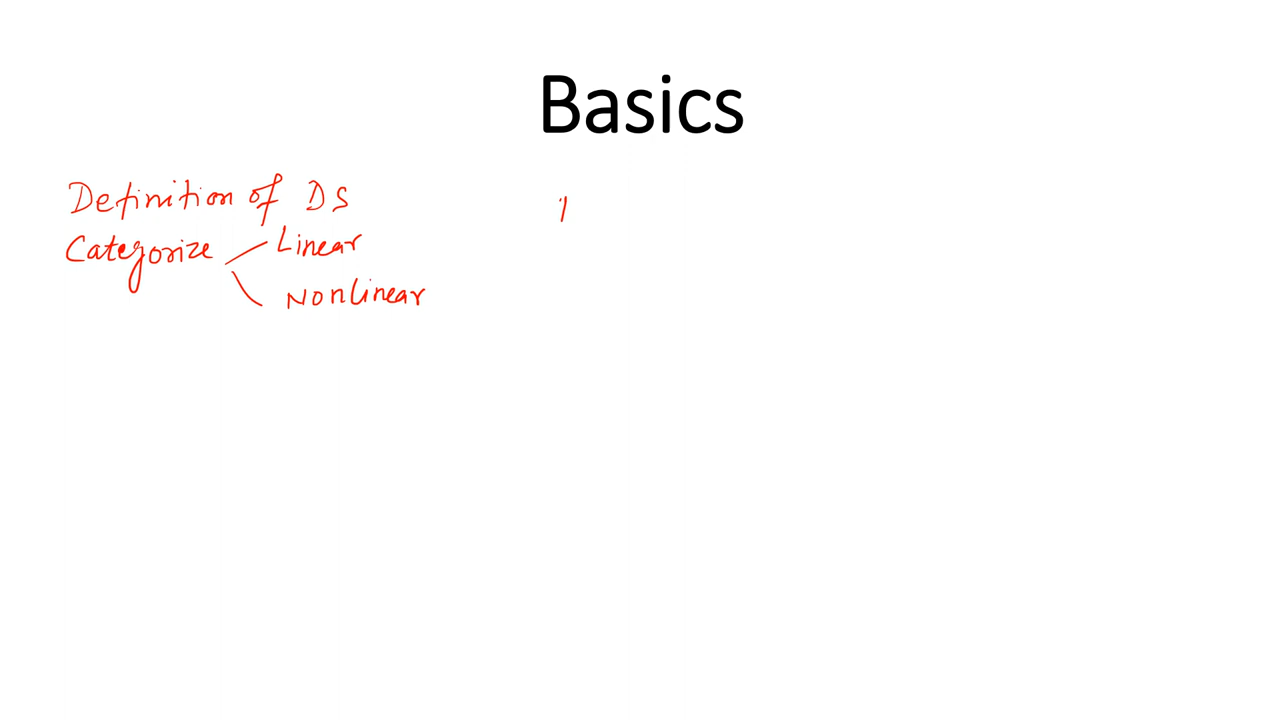 Basics
Definition of DS
Categorize
Linear
Nonlinear